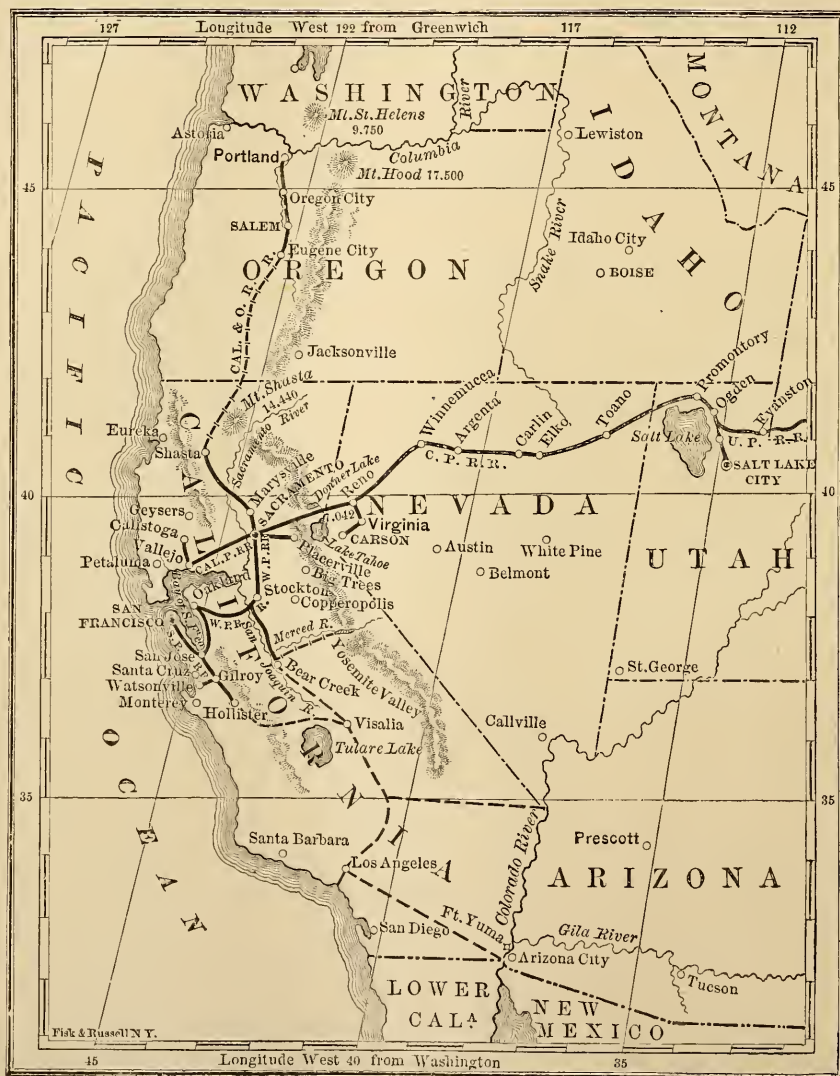 127 Longitude West 122 from Greenwich 117 112
WASHINGTON
Mt. St. Helens
9.750
River
Astoria
Portland
Columbia
Mt. Hood 17.500
Lewiston
MONTANA
IDAHO
45
45
Oregon City
SALEM
Eugene City
OREGON
CAL. & O. R. R.
Snake River
Idaho City
BOISE
Jacksonville
PACIFIC
OCEAN
Mt. Shasta
14.440
Sacramento River
Eureka
Shasta
CALIFORNIA
Winnemucca
Argenta
Carlin
Elko
Toano
Promontory
Ogden
Evanston
C. P. R. R.
Salt Lake
U. P. R. R.
SALT LAKE
CITY
40
40
Marysville
SACRAMENTO
Donner Lake
Reno
7.042
NEVADA
Virginia
CARSON
Geysers
Calistoga
Vallejo
Petaluma
CAL. P. RR.
W. P. RR.
Lake Tahoe
Placerville
Big Trees
Austin
White Pine
Belmont
UTAH
Oakland
Stockton
Copperopolis
SAN
FRANCISCO
W. P. R. R.
San Joaquin R.
Merced R.
Yosemite Valley
San Jose
Santa Cruz
Watsonville
Monterey
Gilroy
Hollister
Bear Creek
Visalia
Tulare Lake
St. George
Callville
35
35
Colorado River
Santa Barbara
Los Angeles
Prescott
ARIZONA
San Diego
Ft. Yuma
Gila River
Arizona City
Tucson
LOWER
CALA.
NEW
MEXICO
Fisk & Russell N Y.
45 Longitude West 40 from Washington 35